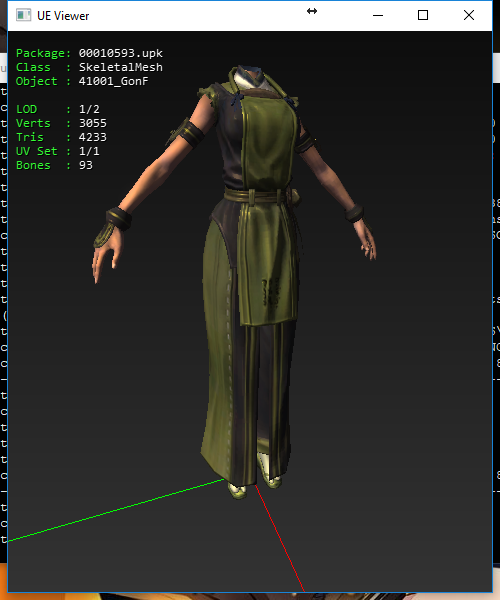 UE Viewer
Package: 00010593.upk
Class : SkeletalMesh
Object : 41001_GonF
LOD : 1/2
Verts : 3055
Tris : 4233
UV Set : 1/1
Bones : 93